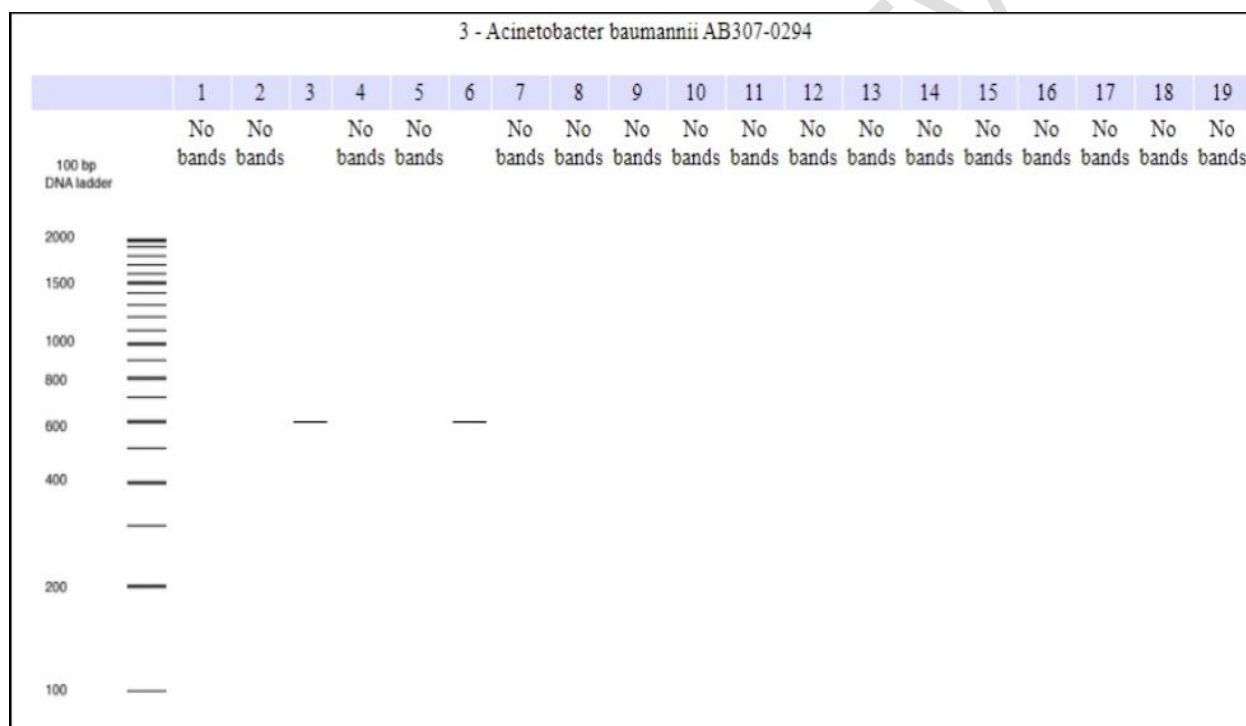 3 - Acinetobacter baumannii AB307-0294
1 2 3 4 5 6 7 8 9 10 11 12 13 14 15 16 17 18 19
No No No No No No No No No No No No No No No No No
bands bands bands bands bands bands bands bands bands bands bands bands bands bands bands bands bands
100 bp
DNA ladder
2000
1500
1000
800
600
400
200
100